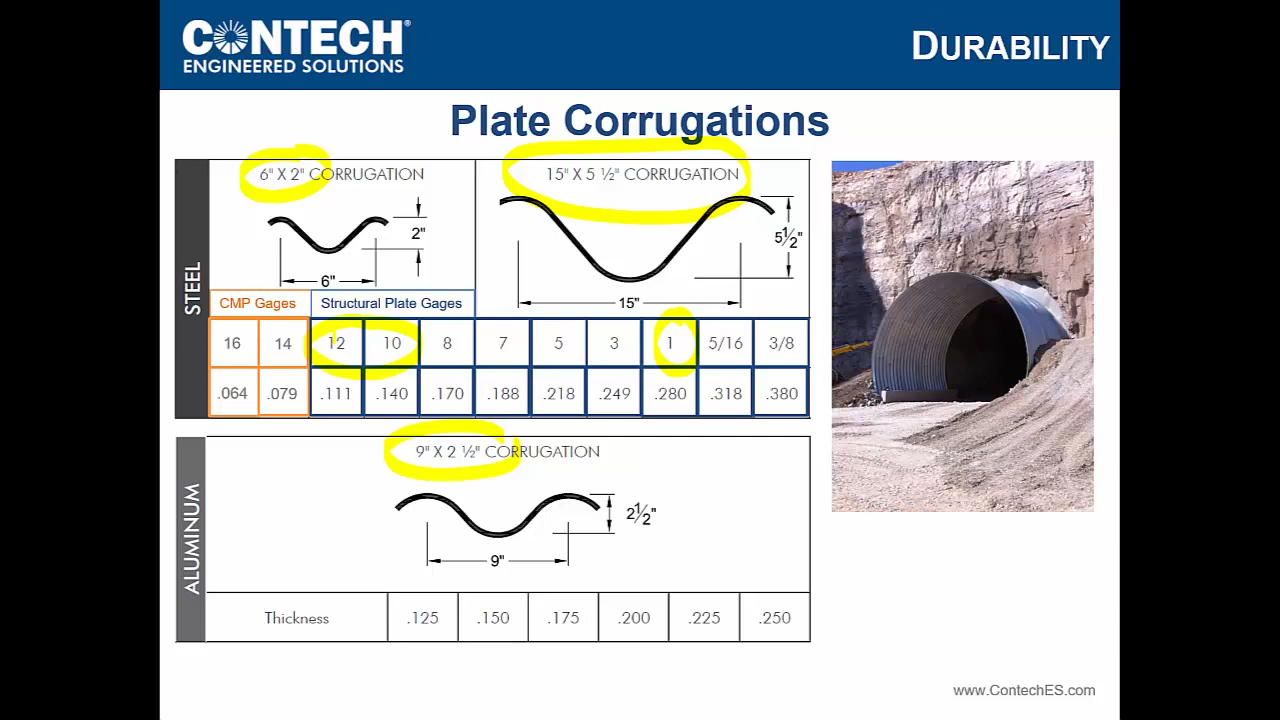 CONTECH®
ENGINEERED SOLUTIONS
DURABILITY
Plate Corrugations
STEEL
6" X 2" CORRUGATION
2"
6"
15" X 5 ½" CORRUGATION
5½"
15"
CMP Gages Structural Plate Gages
16 14 12 10 8 7 5 3 1 5/16 3/8
.064 .079 .111 .140 .170 .188 .218 .249 .280 .318 .380
ALUMINUM
9" X 2 ½" CORRUGATION
2½"
9"
Thickness .125 .150 .175 .200 .225 .250
www.ContechES.com